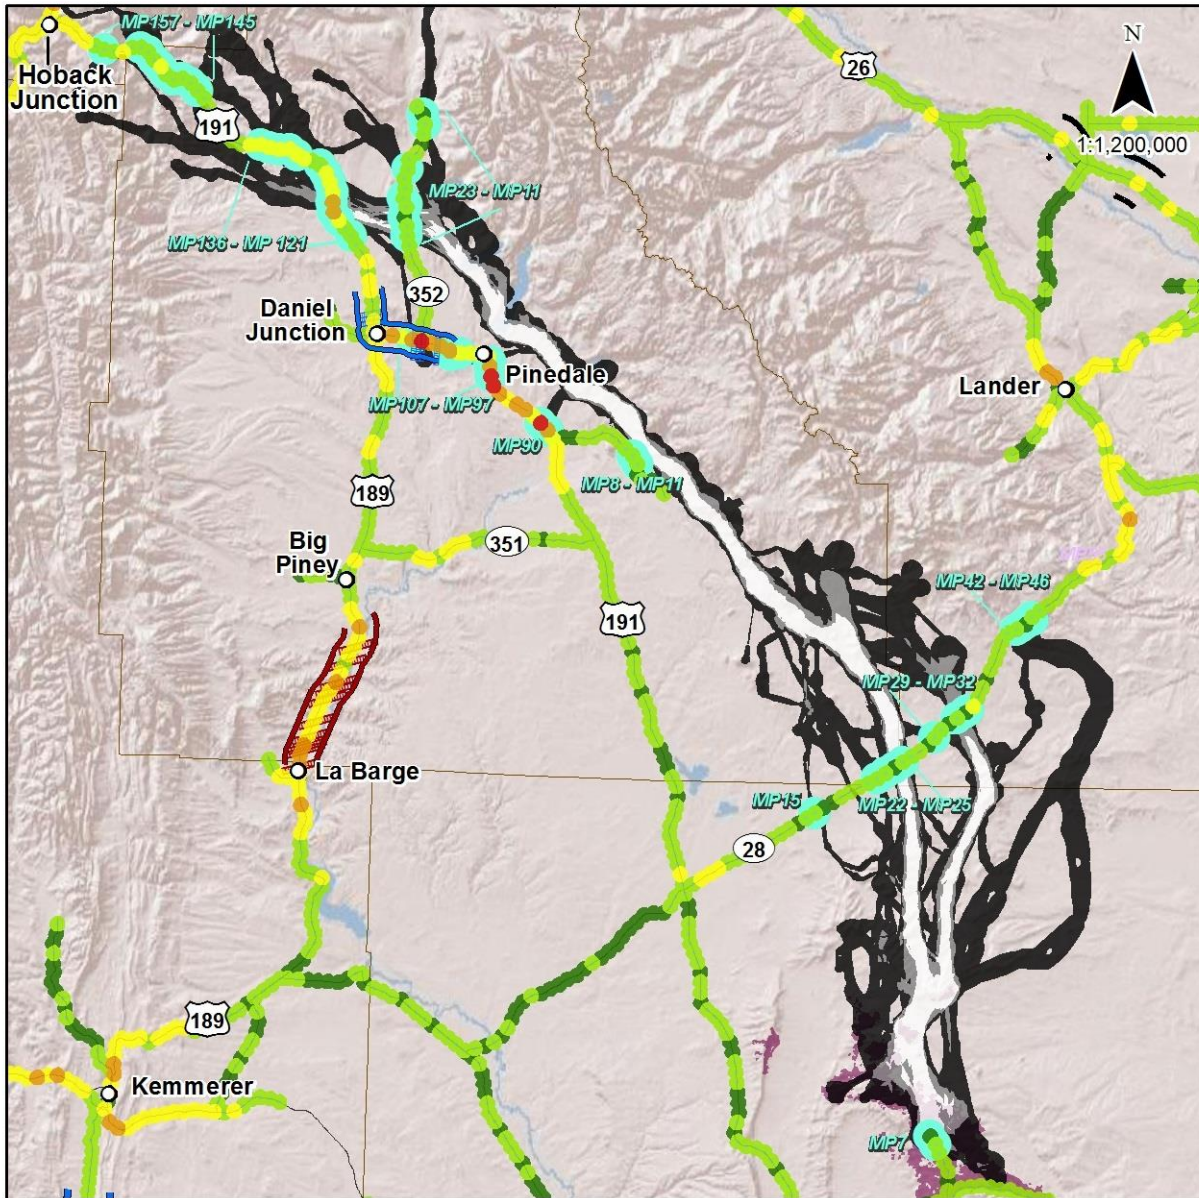 MP157 - MP145
26
N
Hoback
Junction
191
1:1,200,000
MP23 - MP11
MP136 - MP 121
352
Daniel
Junction
Pinedale
Lander
MP107 - MP97
MP90
MP8 - MP11
189
351
Big
Piney
MP42 - MP46
191
MP29 - MP32
La Barge
MP15
MP22 - MP25
28
189
Kemmerer
MP7